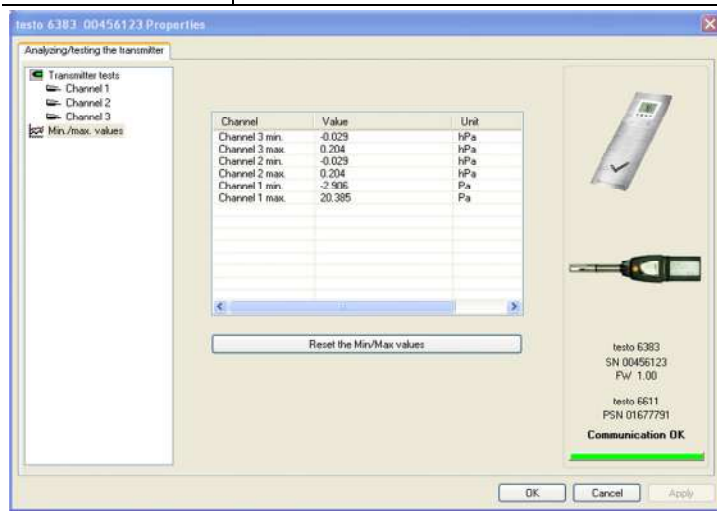 testo 6383 00456123 Properties
Analyzing/testing the transmitter
Transmitter tests
Channel 1
Channel 2
Channel 3
Min./max. values
Channel Value Unit
Channel 3 min. -0.029 hPa
Channel 3 max. 0.204 hPa
Channel 2 min. -0.029 hPa
Channel 2 max. 0.204 hPa
Channel 1 min. -2.906 Pa
Channel 1 max. 20.385 Pa
Reset the Min/Max values
testo 6383
SN 00456123
FW 1.00
testo 6611
PSN 01677791
Communication OK
OK Cancel Apply